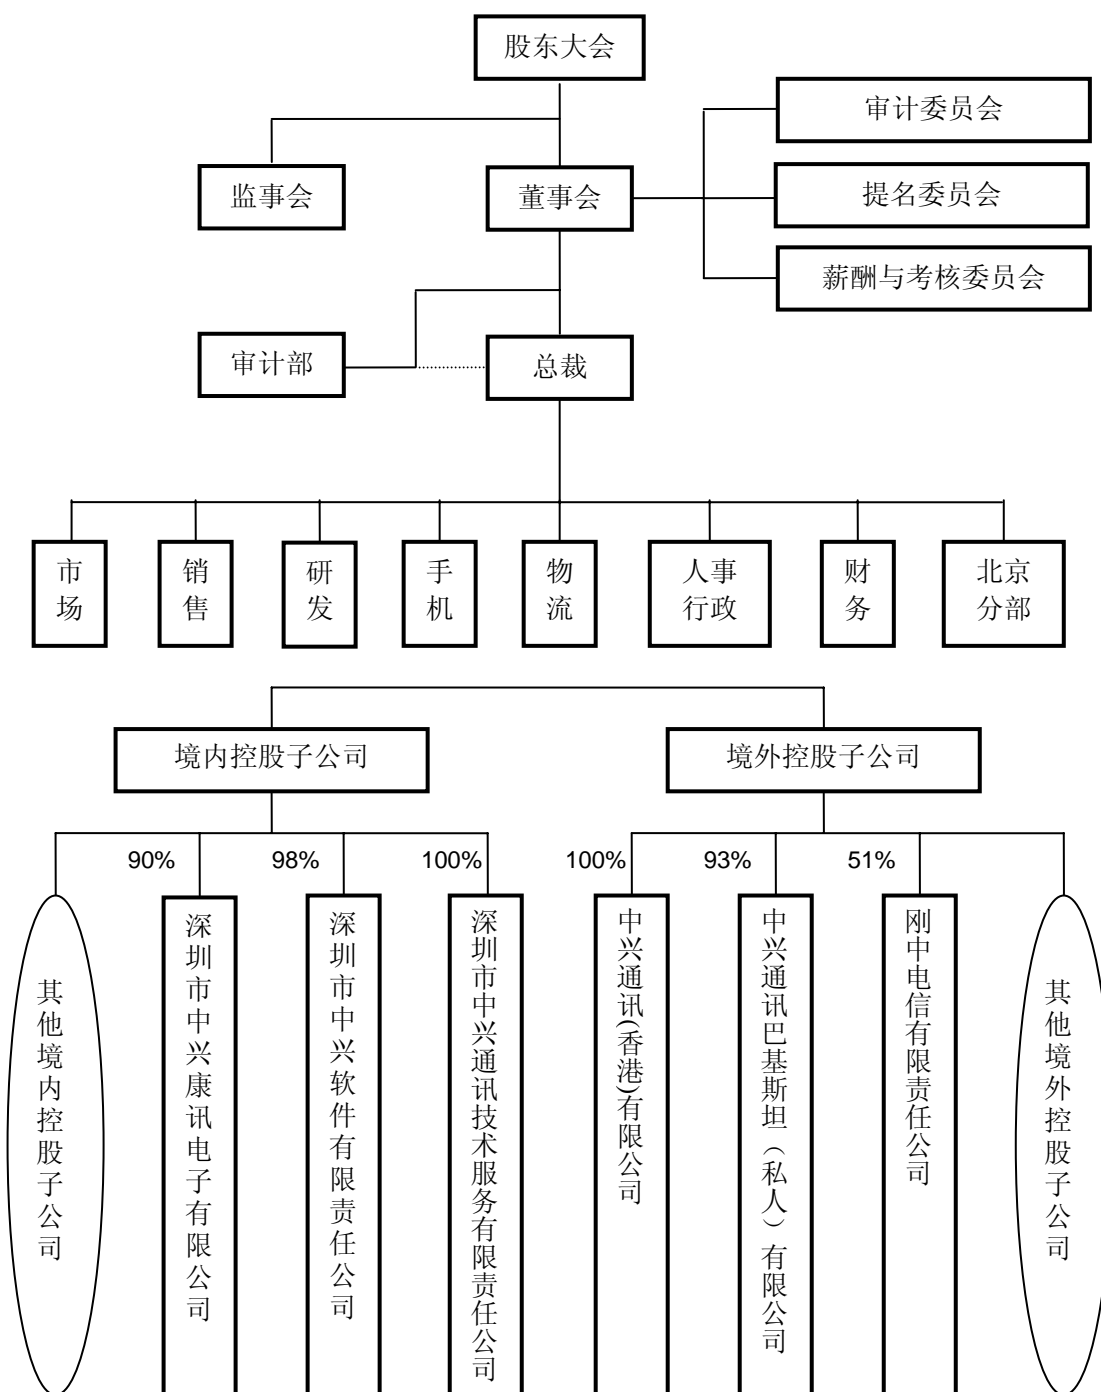 股东大会
审计委员会
监事会
董事会
提名委员会
薪酬与考核委员会
审计部
总裁
市
场
销
售
研
发
手
机
物
流
人事
行政
财
务
北京
分部
境内控股子公司
境外控股子公司
90%
98%
100%
100%
93%
51%
其他境内控股子公司
深圳市中兴康讯电子有限公司
深圳市中兴软件有限责任公司
深圳市中兴通讯技术服务有限责任公司
中兴通讯(香港)有限公司
中兴通讯巴基斯坦（私人）有限公司
刚中电信有限责任公司
其他境外控股子公司